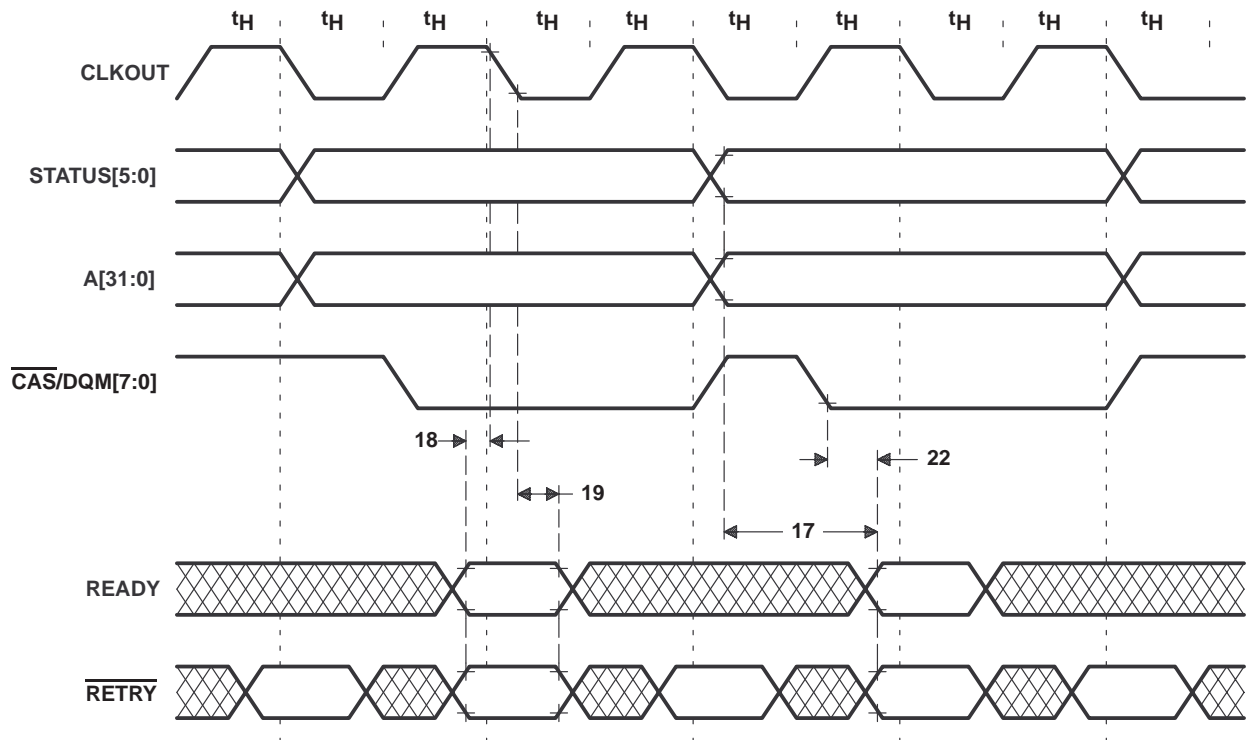 tH tH tH tH tH tH tH tH tH
CLKOUT
STATUS[5:0]
A[31:0]
CAS/DQM[7:0]
18
22
19
17
READY
RETRY